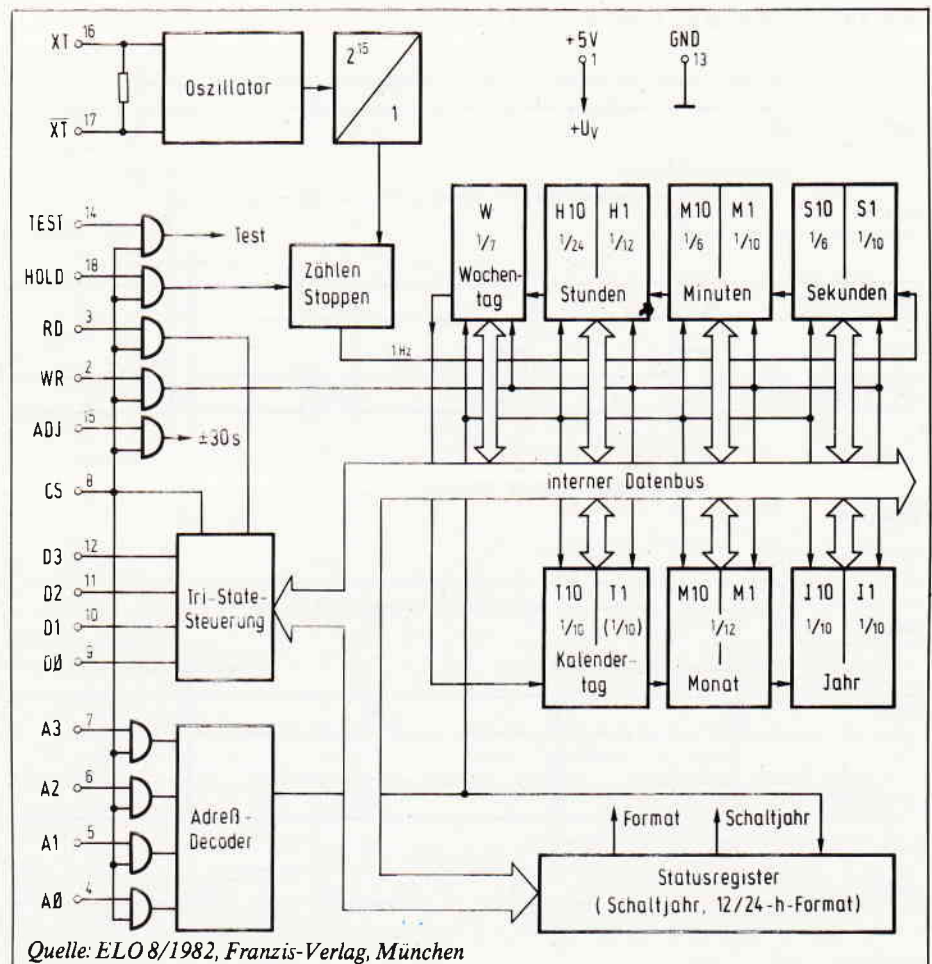 XT 16
Oszillator
2^15
1
+5V
1
+UV
GND
13
XT 17
TEST 14
Test
HOLD 18
Zählen
Stoppen
RD 3
WR 2
ADJ 15
±30s
CS 8
1Hz
W
1/7
Wochen-
tag
H10 H1
1/24 1/12
Stunden
M10 M1
1/6 1/10
Minuten
S10 S1
1/6 1/10
Sekunden
interner Datenbus
D3 12
D2 11
D1 10
DØ 9
Tri-State-
Steuerung
T10 T1
1/10 (1/10)
Kalender-
tag
M10 M1
1/12
Monat
J10 J1
1/10 1/10
Jahr
A3 7
A2 6
A1 5
AØ 4
Adreß-
Decoder
Format
Schaltjahr
Statusregister
(Schaltjahr, 12/24-h-Format)
Quelle: ELO 8/1982, Franzis-Verlag, München